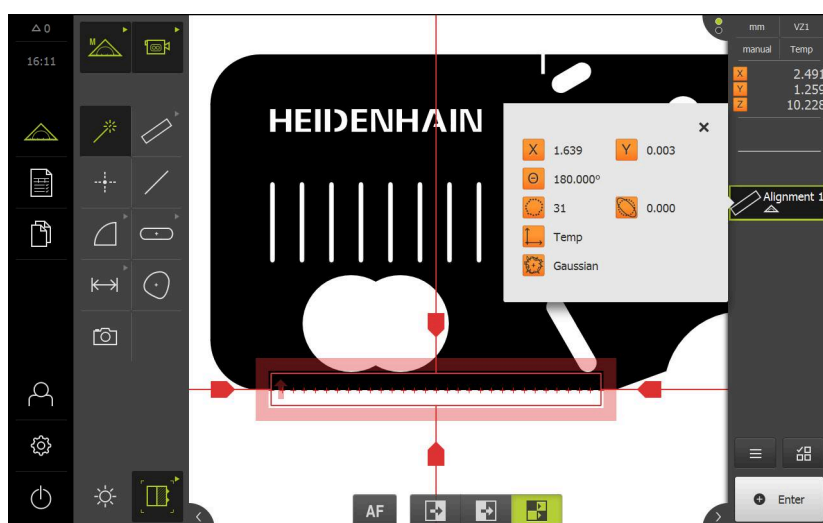 △ 0
16:11
M
HEIDENHAIN
X 1.639 Y 0.003
Θ 180.000°
31 0.000
Temp
Gaussian
mm VZ1
manual Temp
X 2.491
Y 1.259
Z 10.228
Alignment 1
AF
Enter